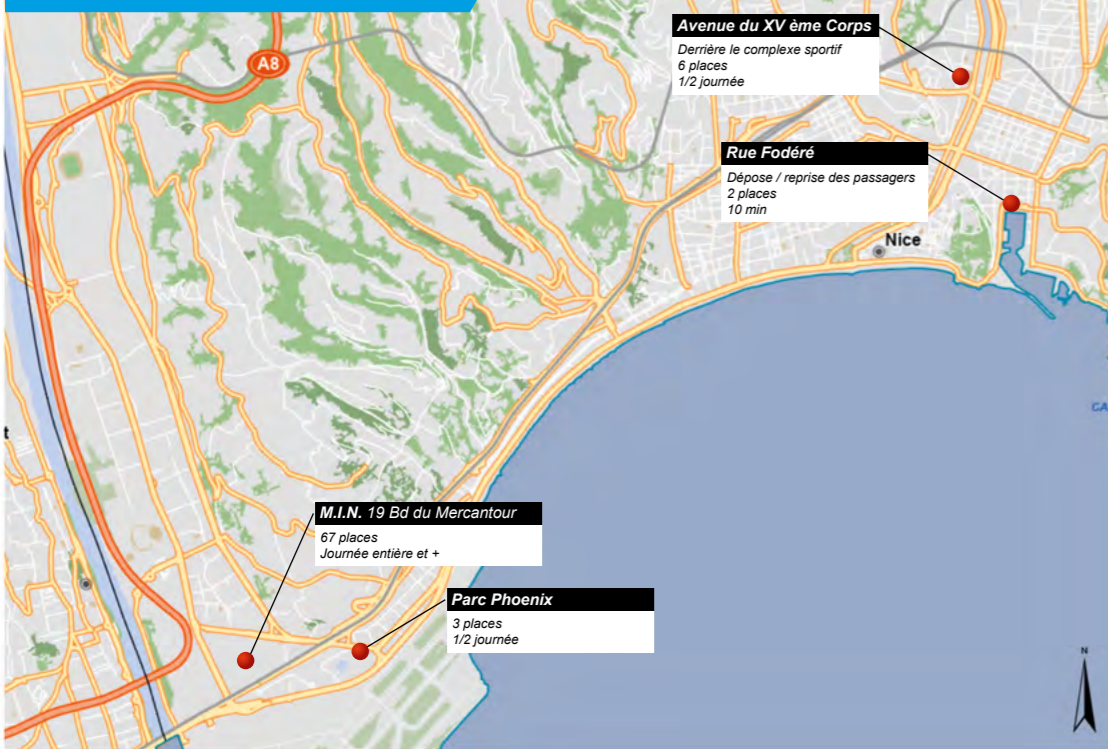 A8
Avenue du XV ème Corps
Derrière le complexe sportif
6 places
1/2 journée
Rue Fodéré
Dépose / reprise des passagers
2 places
10 min
Nice
M.I.N. 19 Bd du Mercantour
67 places
Journée entière et +
Parc Phoenix
3 places
1/2 journée
N